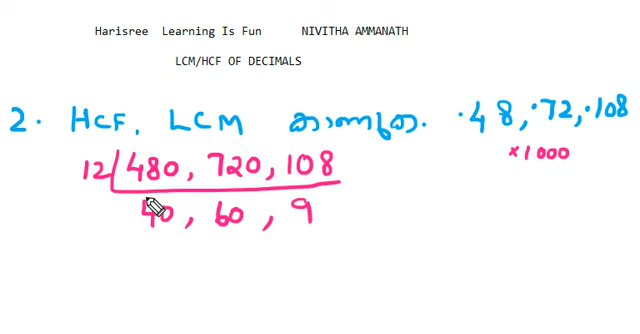 Harisree Learning Is Fun NIVITHA AMMANATH
LCM/HCF OF DECIMALS
2. HCF, LCM കാണുക. .48, .72, .108
×1000
12 480, 720, 108
40, 60, 9